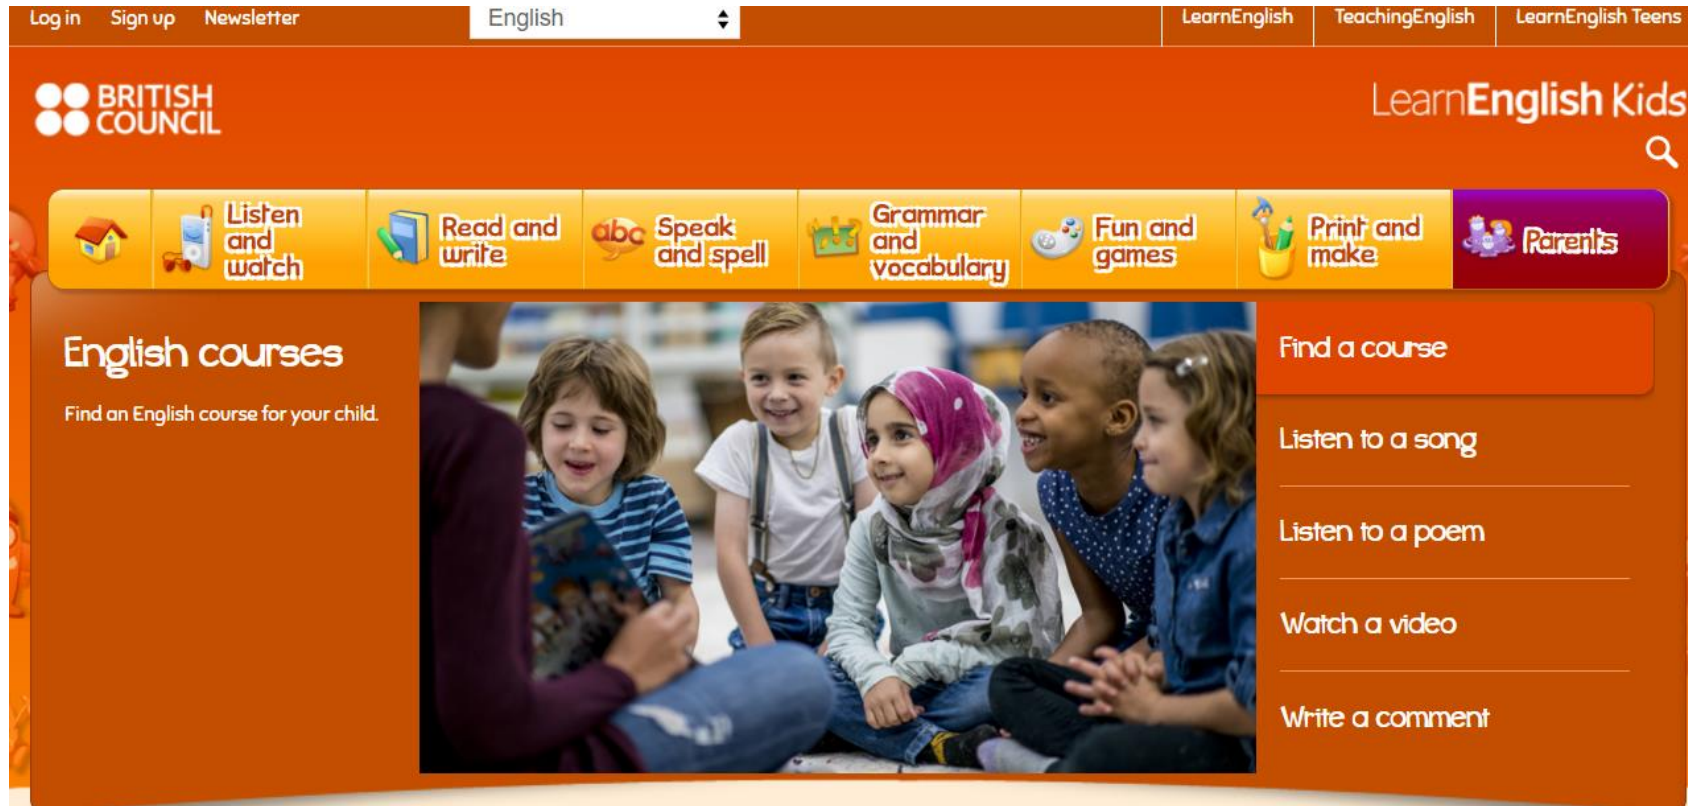 Log in Sign up Newsletter English LearnEnglish TeachingEnglish LearnEnglish Teens
BRITISH
COUNCIL
LearnEnglish Kids
Listen
and
watch
Read and
write
abc
Speak
and spell
Grammar
and
vocabulary
Fun and
games
Print and
make
Parents
English courses
Find an English course for your child.
Find a course
Listen to a song
Listen to a poem
Watch a video
Write a comment